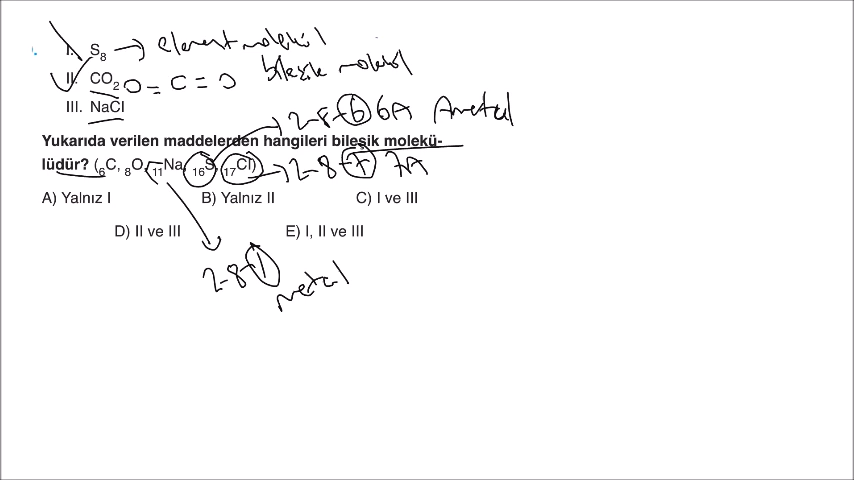 I. S8 → element molekül
II. CO2 O = C = O bileşik molekül
III. NaCl
2-8-6 6A Ametal
Yukarıda verilen maddelerden hangileri bileşik molekü-
lüdür? (6C, 8O, 11Na, 16S, 17Cl) → 2-8-7 7A
A) Yalnız I B) Yalnız II C) I ve III
D) II ve III E) I, II ve III
2-8-1
metal